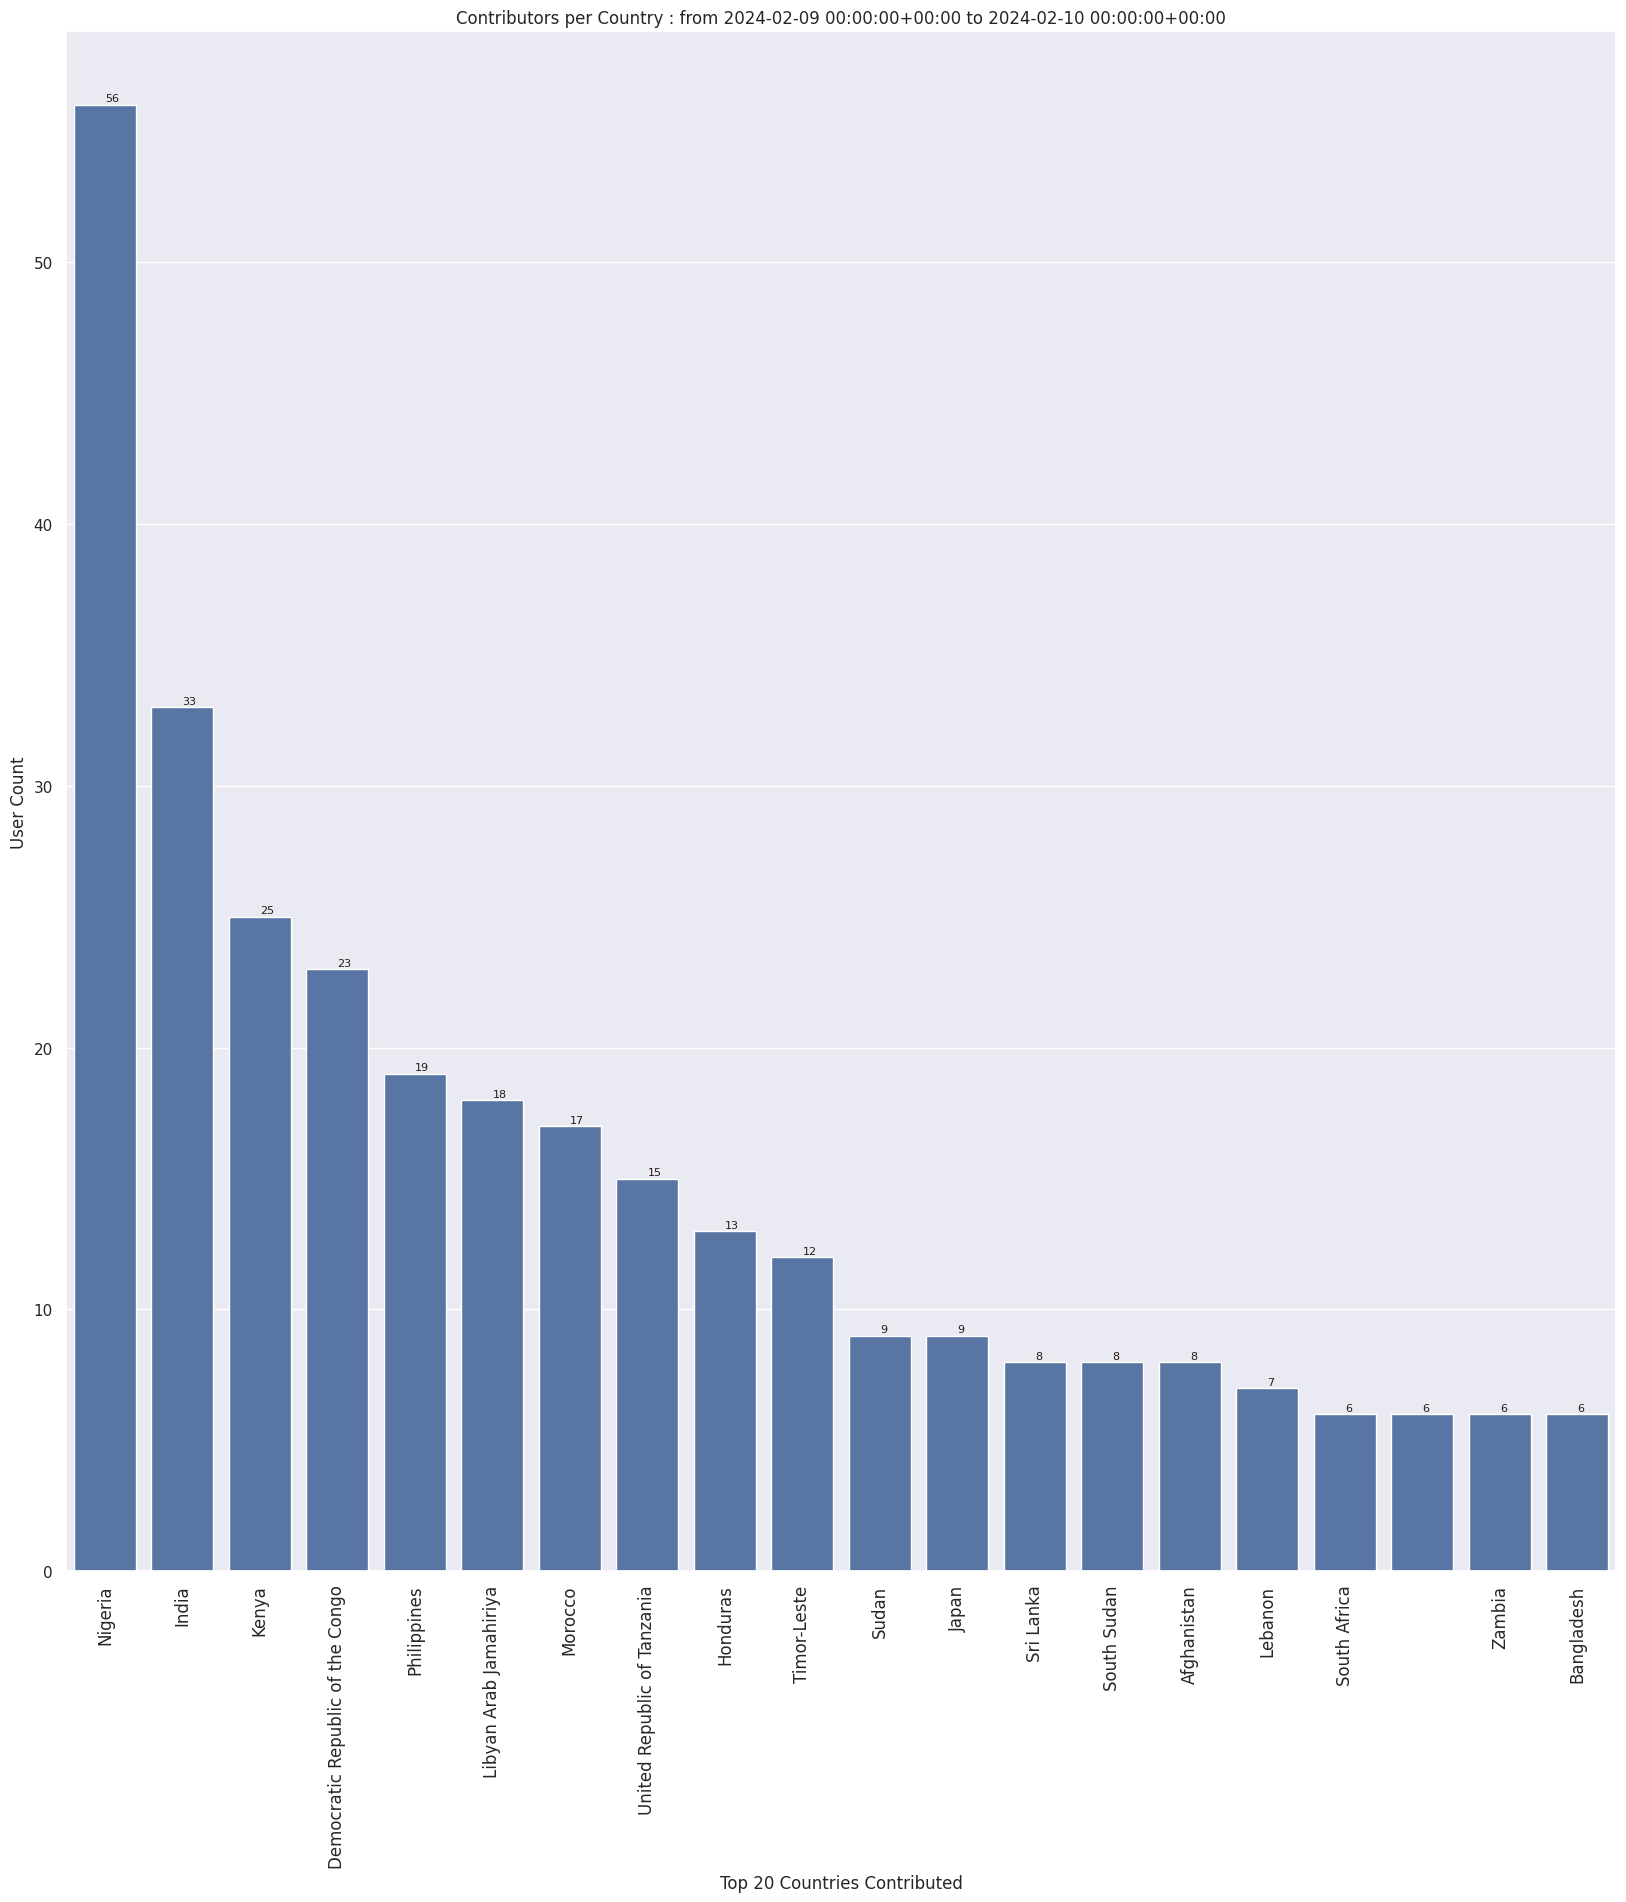 Contributors per Country : from 2024-02-09 00:00:00+00:00 to 2024-02-10 00:00:00+00:00
User Count
50
40
30
20
10
0
56
33
25
23
19
18
17
15
13
12
9
9
8
8
8
7
6
6
6
6
Nigeria
India
Kenya
Democratic Republic of the Congo
Philippines
Libyan Arab Jamahiriya
Morocco
United Republic of Tanzania
Honduras
Timor-Leste
Sudan
Japan
Sri Lanka
South Sudan
Afghanistan
Lebanon
South Africa
Zambia
Bangladesh
Top 20 Countries Contributed